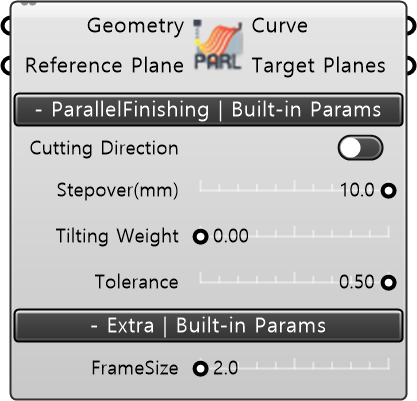 Geometry PARL Curve
Reference Plane Target Planes
- ParallelFinishing | Built-in Params
Cutting Direction
Stepover(mm) 10.0
Tilting Weight 0.00
Tolerance 0.50
- Extra | Built-in Params
FrameSize 2.0